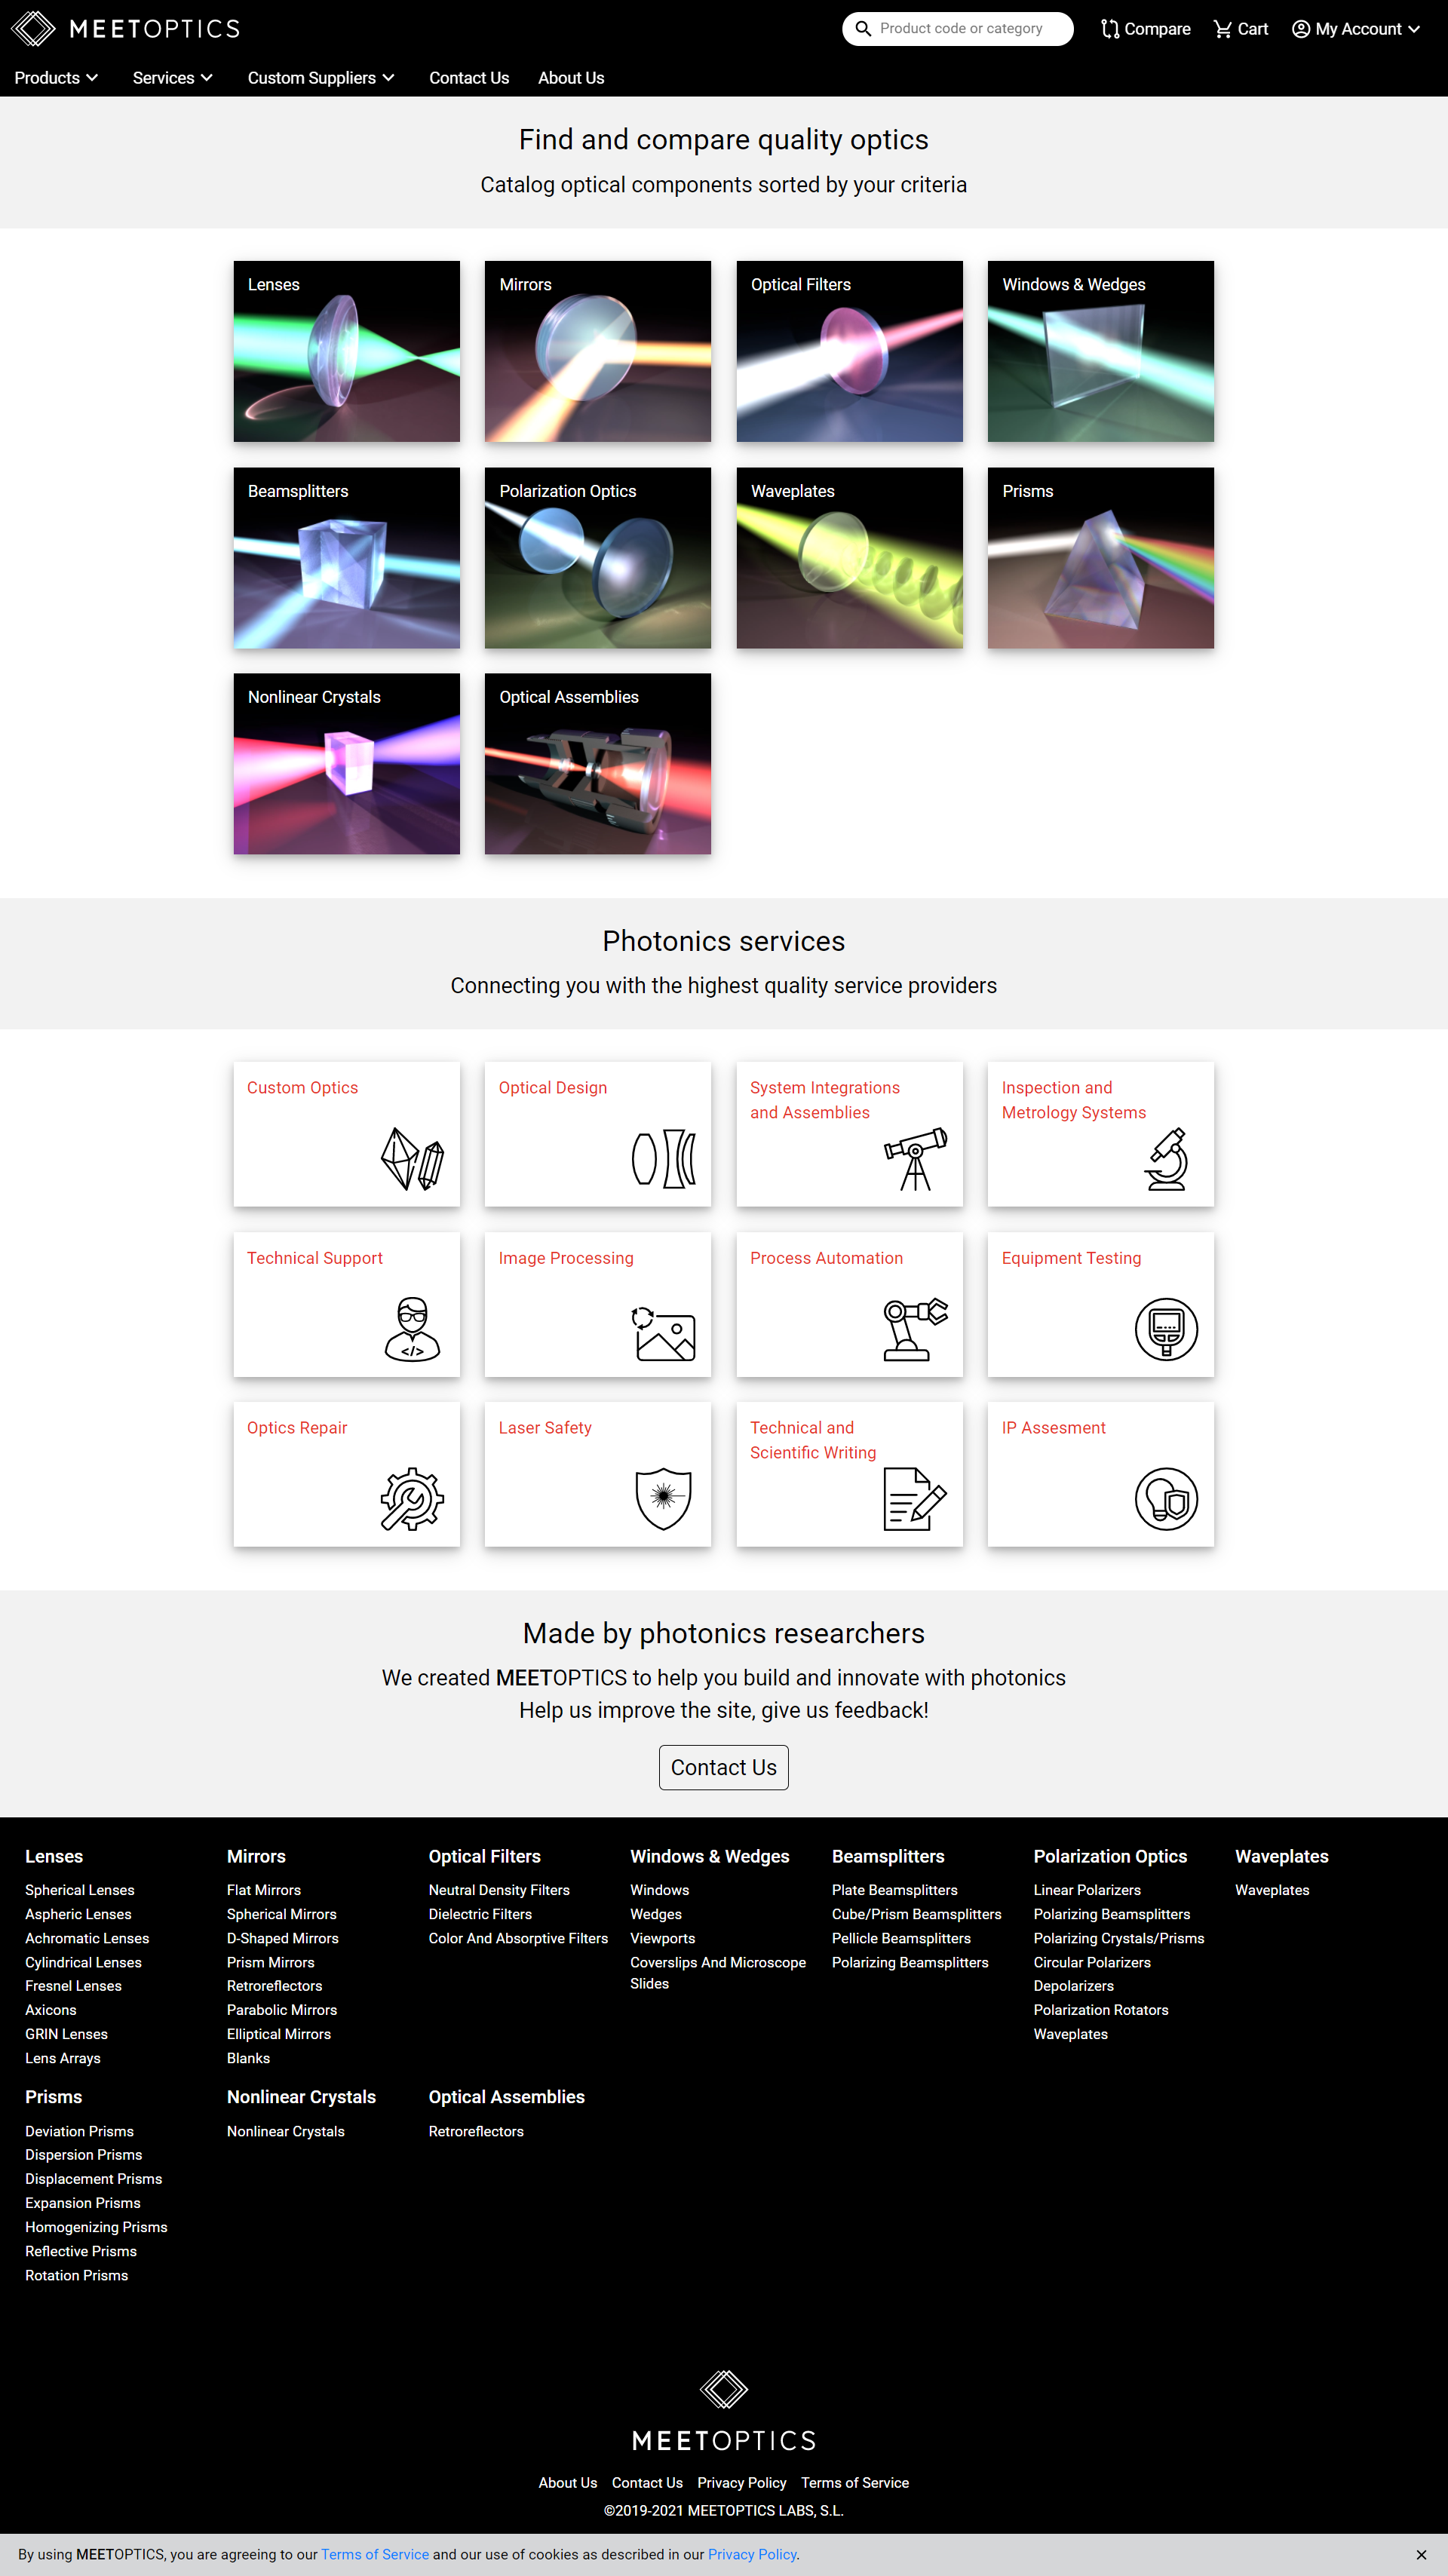 MEETOPTICS
Product code or category
Compare
Cart
My Account
Products
Services
Custom Suppliers
Contact Us
About Us
Find and compare quality optics
Catalog optical components sorted by your criteria
Lenses
Mirrors
Optical Filters
Windows & Wedges
Beamsplitters
Polarization Optics
Waveplates
Prisms
Nonlinear Crystals
Optical Assemblies
Photonics services
Connecting you with the highest quality service providers
Custom Optics
Optical Design
System Integrations
and Assemblies
Inspection and
Metrology Systems
Technical Support
</>
Image Processing
Process Automation
Equipment Testing
Optics Repair
Laser Safety
Technical and
Scientific Writing
IP Assesment
Made by photonics researchers
We created MEETOPTICS to help you build and innovate with photonics
Help us improve the site, give us feedback!
Contact Us
Lenses
Spherical Lenses
Aspheric Lenses
Achromatic Lenses
Cylindrical Lenses
Fresnel Lenses
Axicons
GRIN Lenses
Lens Arrays
Mirrors
Flat Mirrors
Spherical Mirrors
D-Shaped Mirrors
Prism Mirrors
Retroreflectors
Parabolic Mirrors
Elliptical Mirrors
Blanks
Optical Filters
Neutral Density Filters
Dielectric Filters
Color And Absorptive Filters
Windows & Wedges
Windows
Wedges
Viewports
Coverslips And Microscope
Slides
Beamsplitters
Plate Beamsplitters
Cube/Prism Beamsplitters
Pellicle Beamsplitters
Polarizing Beamsplitters
Polarization Optics
Linear Polarizers
Polarizing Beamsplitters
Polarizing Crystals/Prisms
Circular Polarizers
Depolarizers
Polarization Rotators
Waveplates
Waveplates
Waveplates
Prisms
Deviation Prisms
Dispersion Prisms
Displacement Prisms
Expansion Prisms
Homogenizing Prisms
Reflective Prisms
Rotation Prisms
Nonlinear Crystals
Nonlinear Crystals
Optical Assemblies
Retroreflectors
MEETOPTICS
About Us
Contact Us
Privacy Policy
Terms of Service
©2019-2021 MEETOPTICS LABS, S.L.
By using MEETOPTICS, you are agreeing to our Terms of Service and our use of cookies as described in our Privacy Policy.